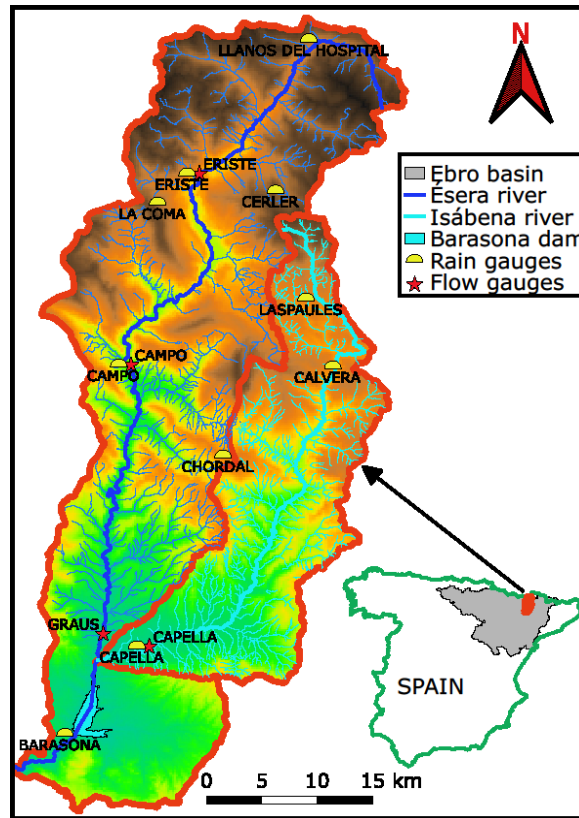 LLANOS DEL HOSPITAL
N
ERISTE
ERISTE
CERLER
LA COMA
Ebro basin
Ésera river
Isábena river
Barasona dam
Rain gauges
Flow gauges
LASPAULES
CAMPO
CAMPO
CALVERA
CHORDAL
GRAUS
CAPELLA
CAPELLA
SPAIN
BARASONA
0 5 10 15 km